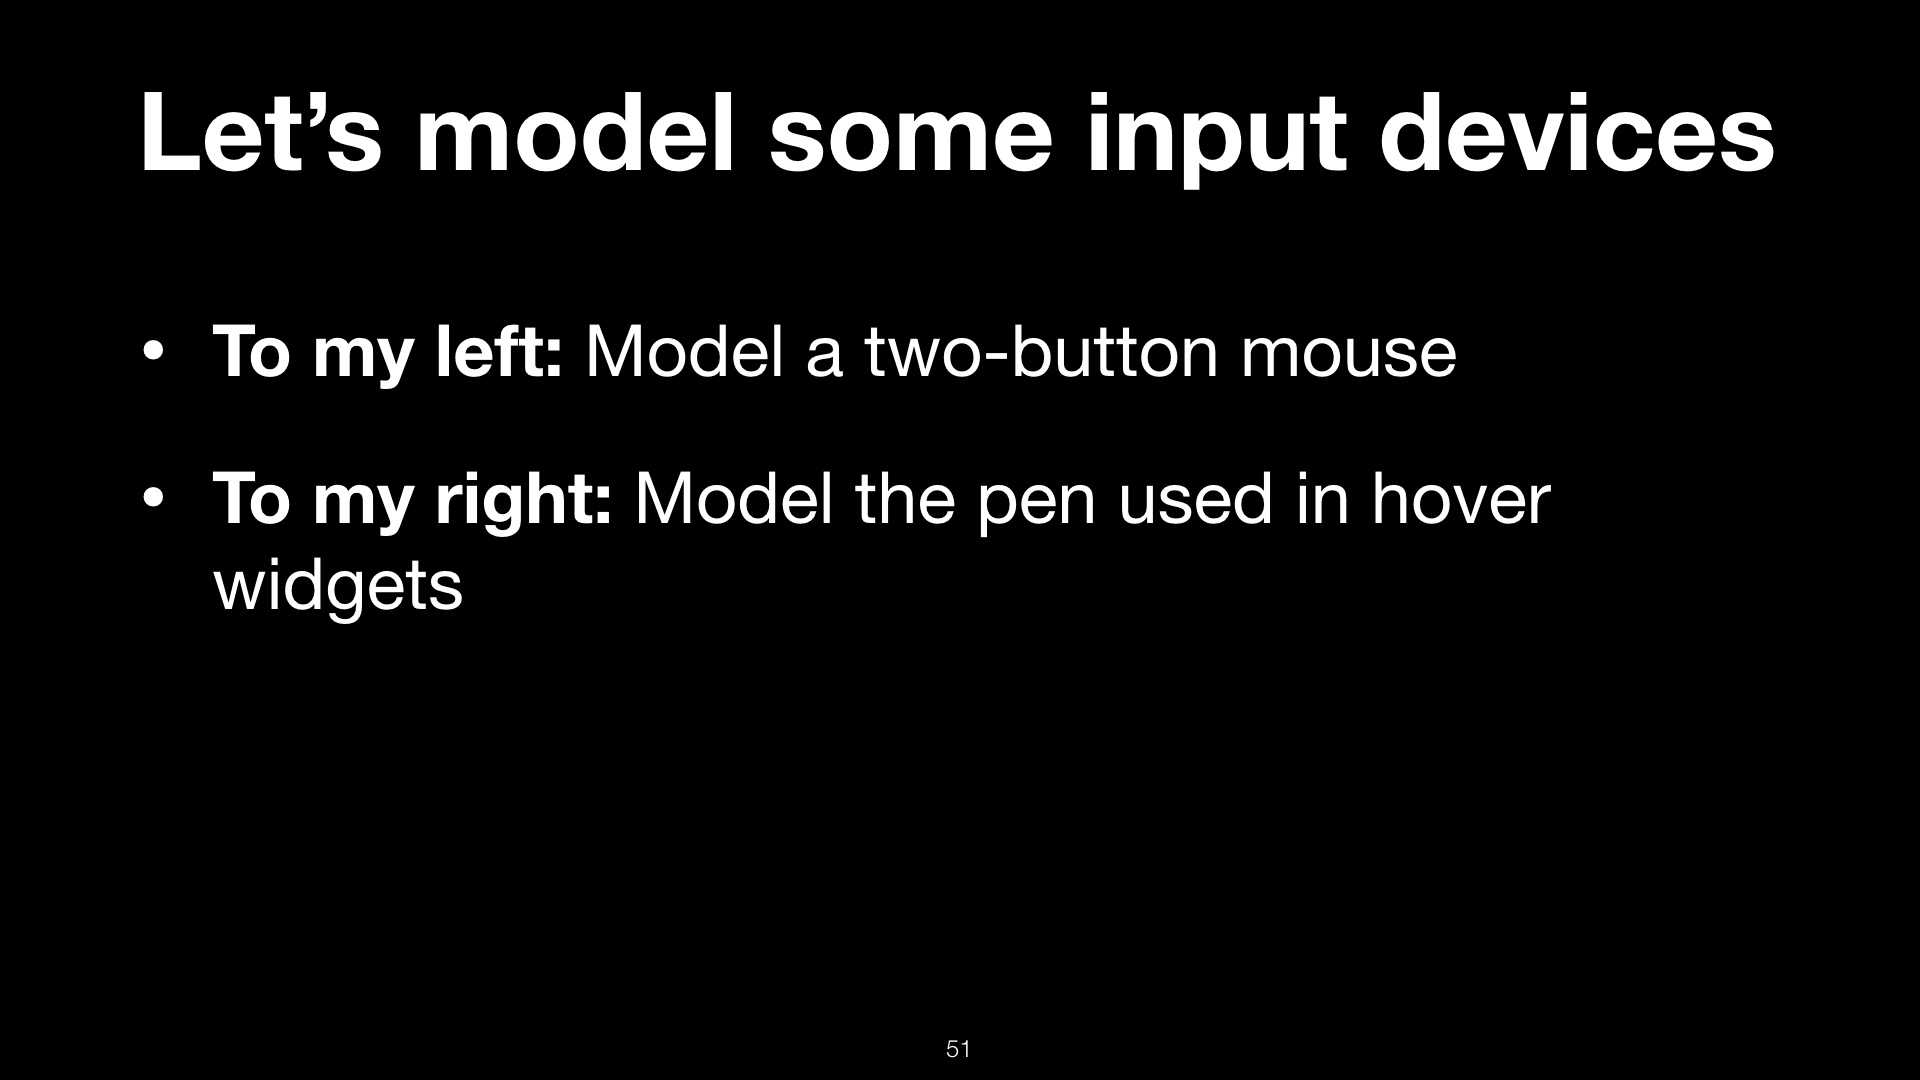 Let’s model some input devices
• To my left: Model a two-button mouse
• To my right: Model the pen used in hover
widgets
51